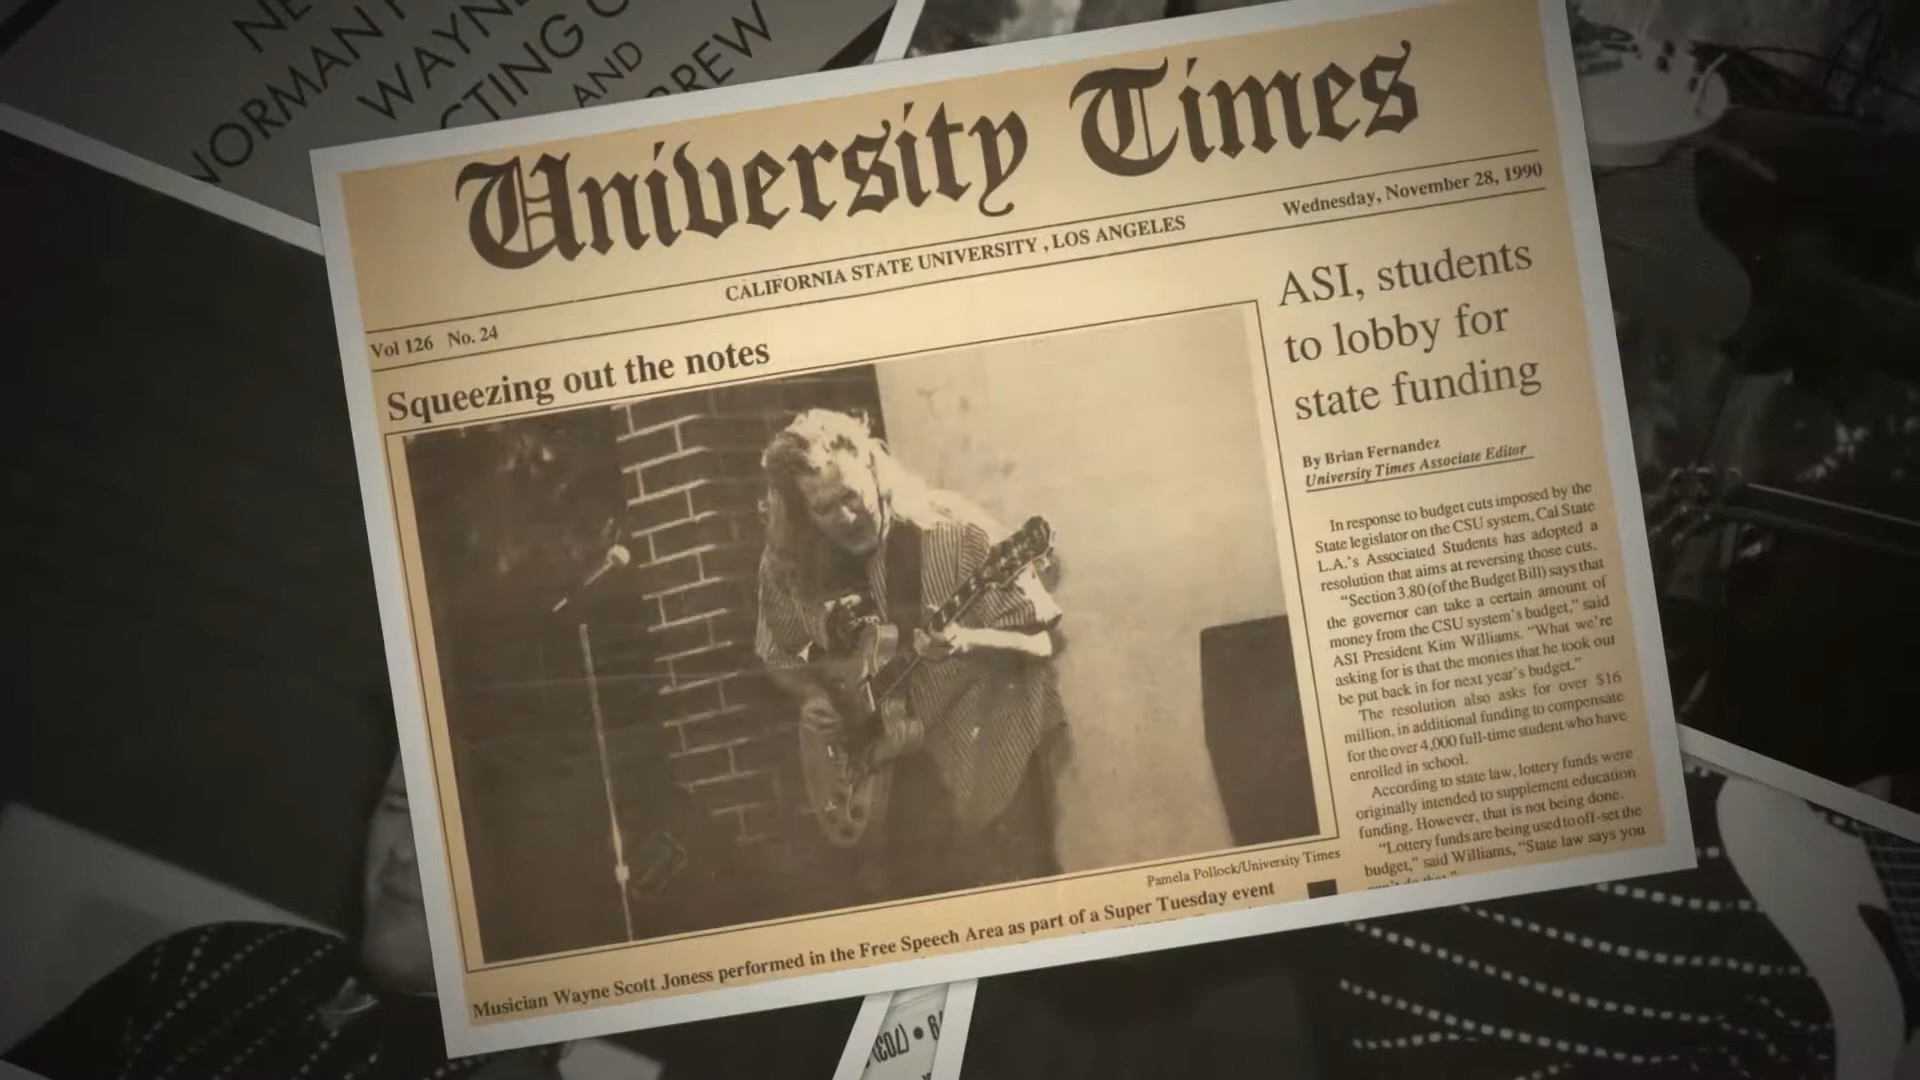 NORMAN
WAYNE
AND
University Times
CALIFORNIA STATE UNIVERSITY , LOS ANGELES
Wednesday, November 28, 1990
Vol 126 No. 24
Squeezing out the notes
Pamela Pollock/University Times
Musician Wayne Scott Joness performed in the Free Speech Area as part of a Super Tuesday event
ASI, students
to lobby for
state funding
By Brian Fernandez
University Times Associate Editor
In response to budget cuts imposed by the
State legislator on the CSU system, Cal State
L.A.'s Associated Students has adopted a
resolution that aims at reversing those cuts.
"Section 3.80 (of the Budget Bill) says that
the governor can take a certain amount of
money from the CSU system's budget," said
ASI President Kim Williams. "What we're
asking for is that the monies that he took out
be put back in for next year's budget."
The resolution also asks for over $16
million, in additional funding to compensate
for the over 4,000 full-time student who have
enrolled in school.
According to state law, lottery funds were
originally intended to supplement education
funding. However, that is not being done.
"Lottery funds are being used to off-set the
budget," said Williams, "State law says you